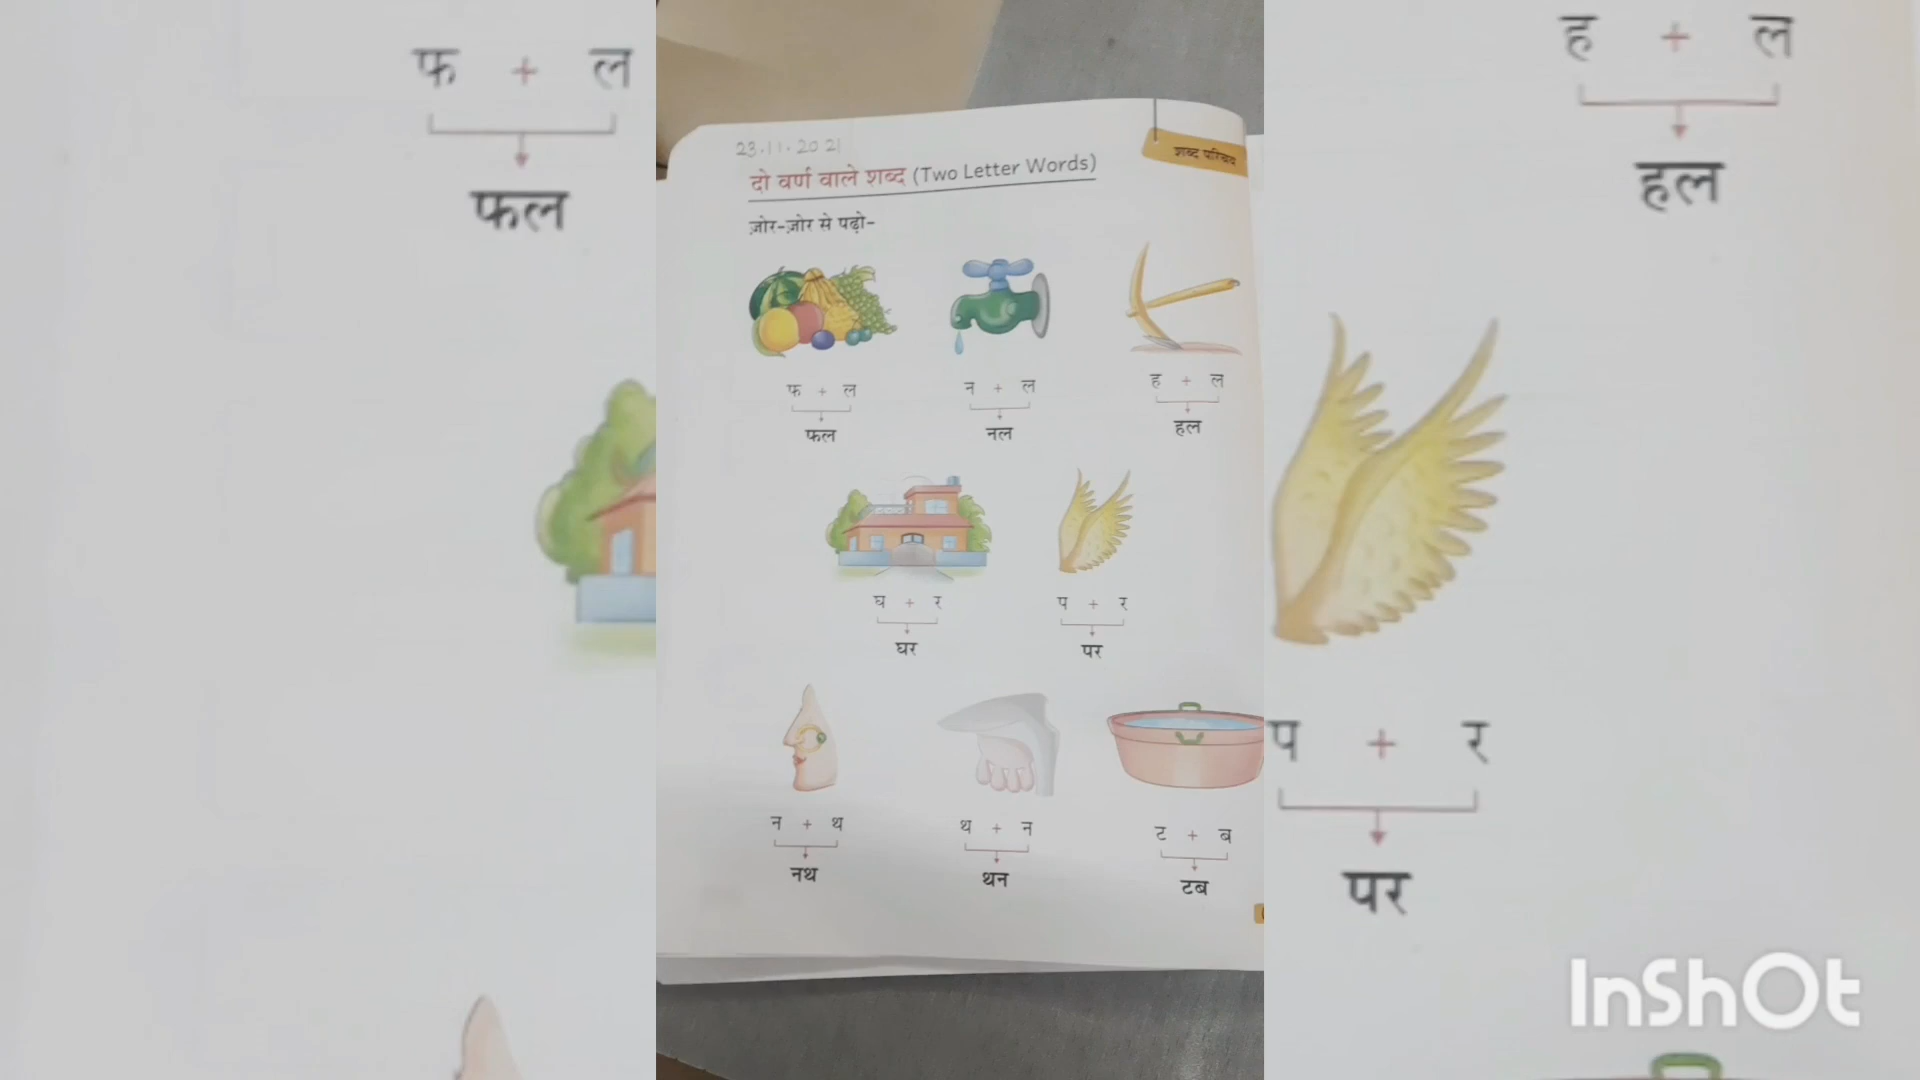 23.11.2021
शब्द परिचय
दो वर्ण वाले शब्द (Two Letter Words)
ज़ोर-ज़ोर से पढ़ो-
फ + ल न + ल ह + ल
फल नल हल
घ + र प + र
घर पर
न + थ थ + न ट + ब
नथ थन टब
फ + ल
फल
ह + ल
हल
प + र
पर
InShOt